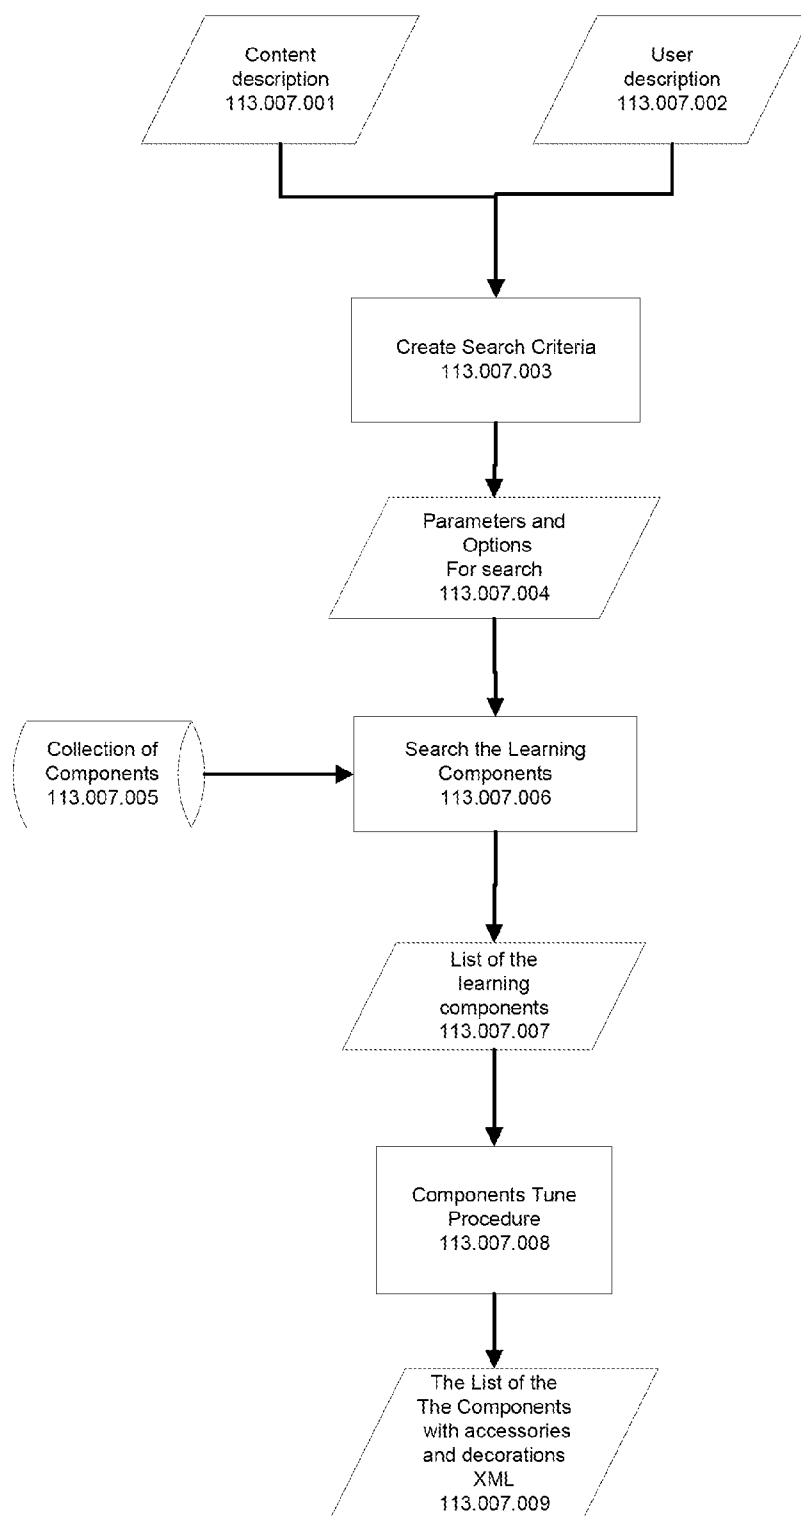 Content
description
113.007.001
User
description
113.007.002
Create Search Criteria
113.007.003
Parameters and
Options
For search
113.007.004
Collection of
Components
113.007.005
Search the Learning
Components
113.007.006
List of the
learning
components
113.007.007
Components Tune
Procedure
113.007.008
The List of the
The Components
with accessories
and decorations
XML
113.007.009